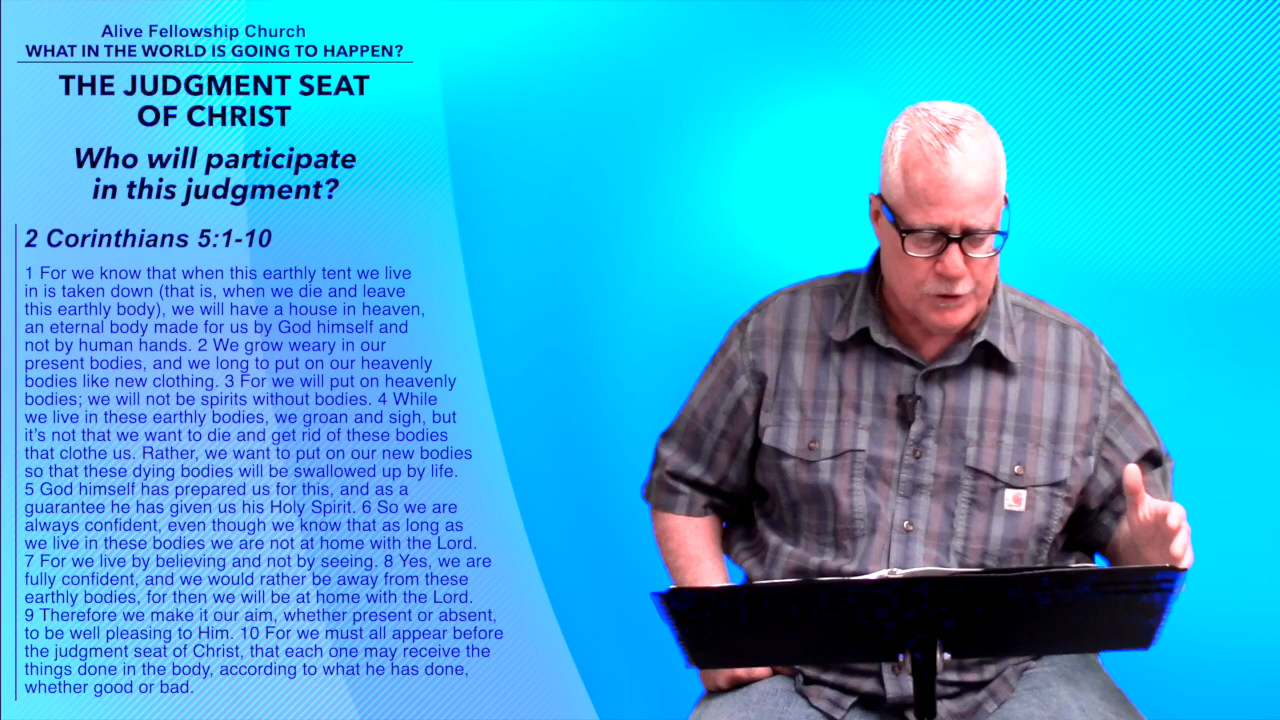 Alive Fellowship Church
WHAT IN THE WORLD IS GOING TO HAPPEN?
THE JUDGMENT SEAT
OF CHRIST
Who will participate
in this judgment?
2 Corinthians 5:1-10
1 For we know that when this earthly tent we live
in is taken down (that is, when we die and leave
this earthly body), we will have a house in heaven,
an eternal body made for us by God himself and
not by human hands. 2 We grow weary in our
present bodies, and we long to put on our heavenly
bodies like new clothing. 3 For we will put on heavenly
bodies; we will not be spirits without bodies. 4 While
we live in these earthly bodies, we groan and sigh, but
it's not that we want to die and get rid of these bodies
that clothe us. Rather, we want to put on our new bodies
so that these dying bodies will be swallowed up by life.
5 God himself has prepared us for this, and as a
guarantee he has given us his Holy Spirit. 6 So we are
always confident, even though we know that as long as
we live in these bodies we are not at home with the Lord.
7 For we live by believing and not by seeing. 8 Yes, we are
fully confident, and we would rather be away from these
earthly bodies, for then we will be at home with the Lord.
9 Therefore we make it our aim, whether present or absent,
to be well pleasing to Him. 10 For we must all appear before
the judgment seat of Christ, that each one may receive the
things done in the body, according to what he has done,
whether good or bad.